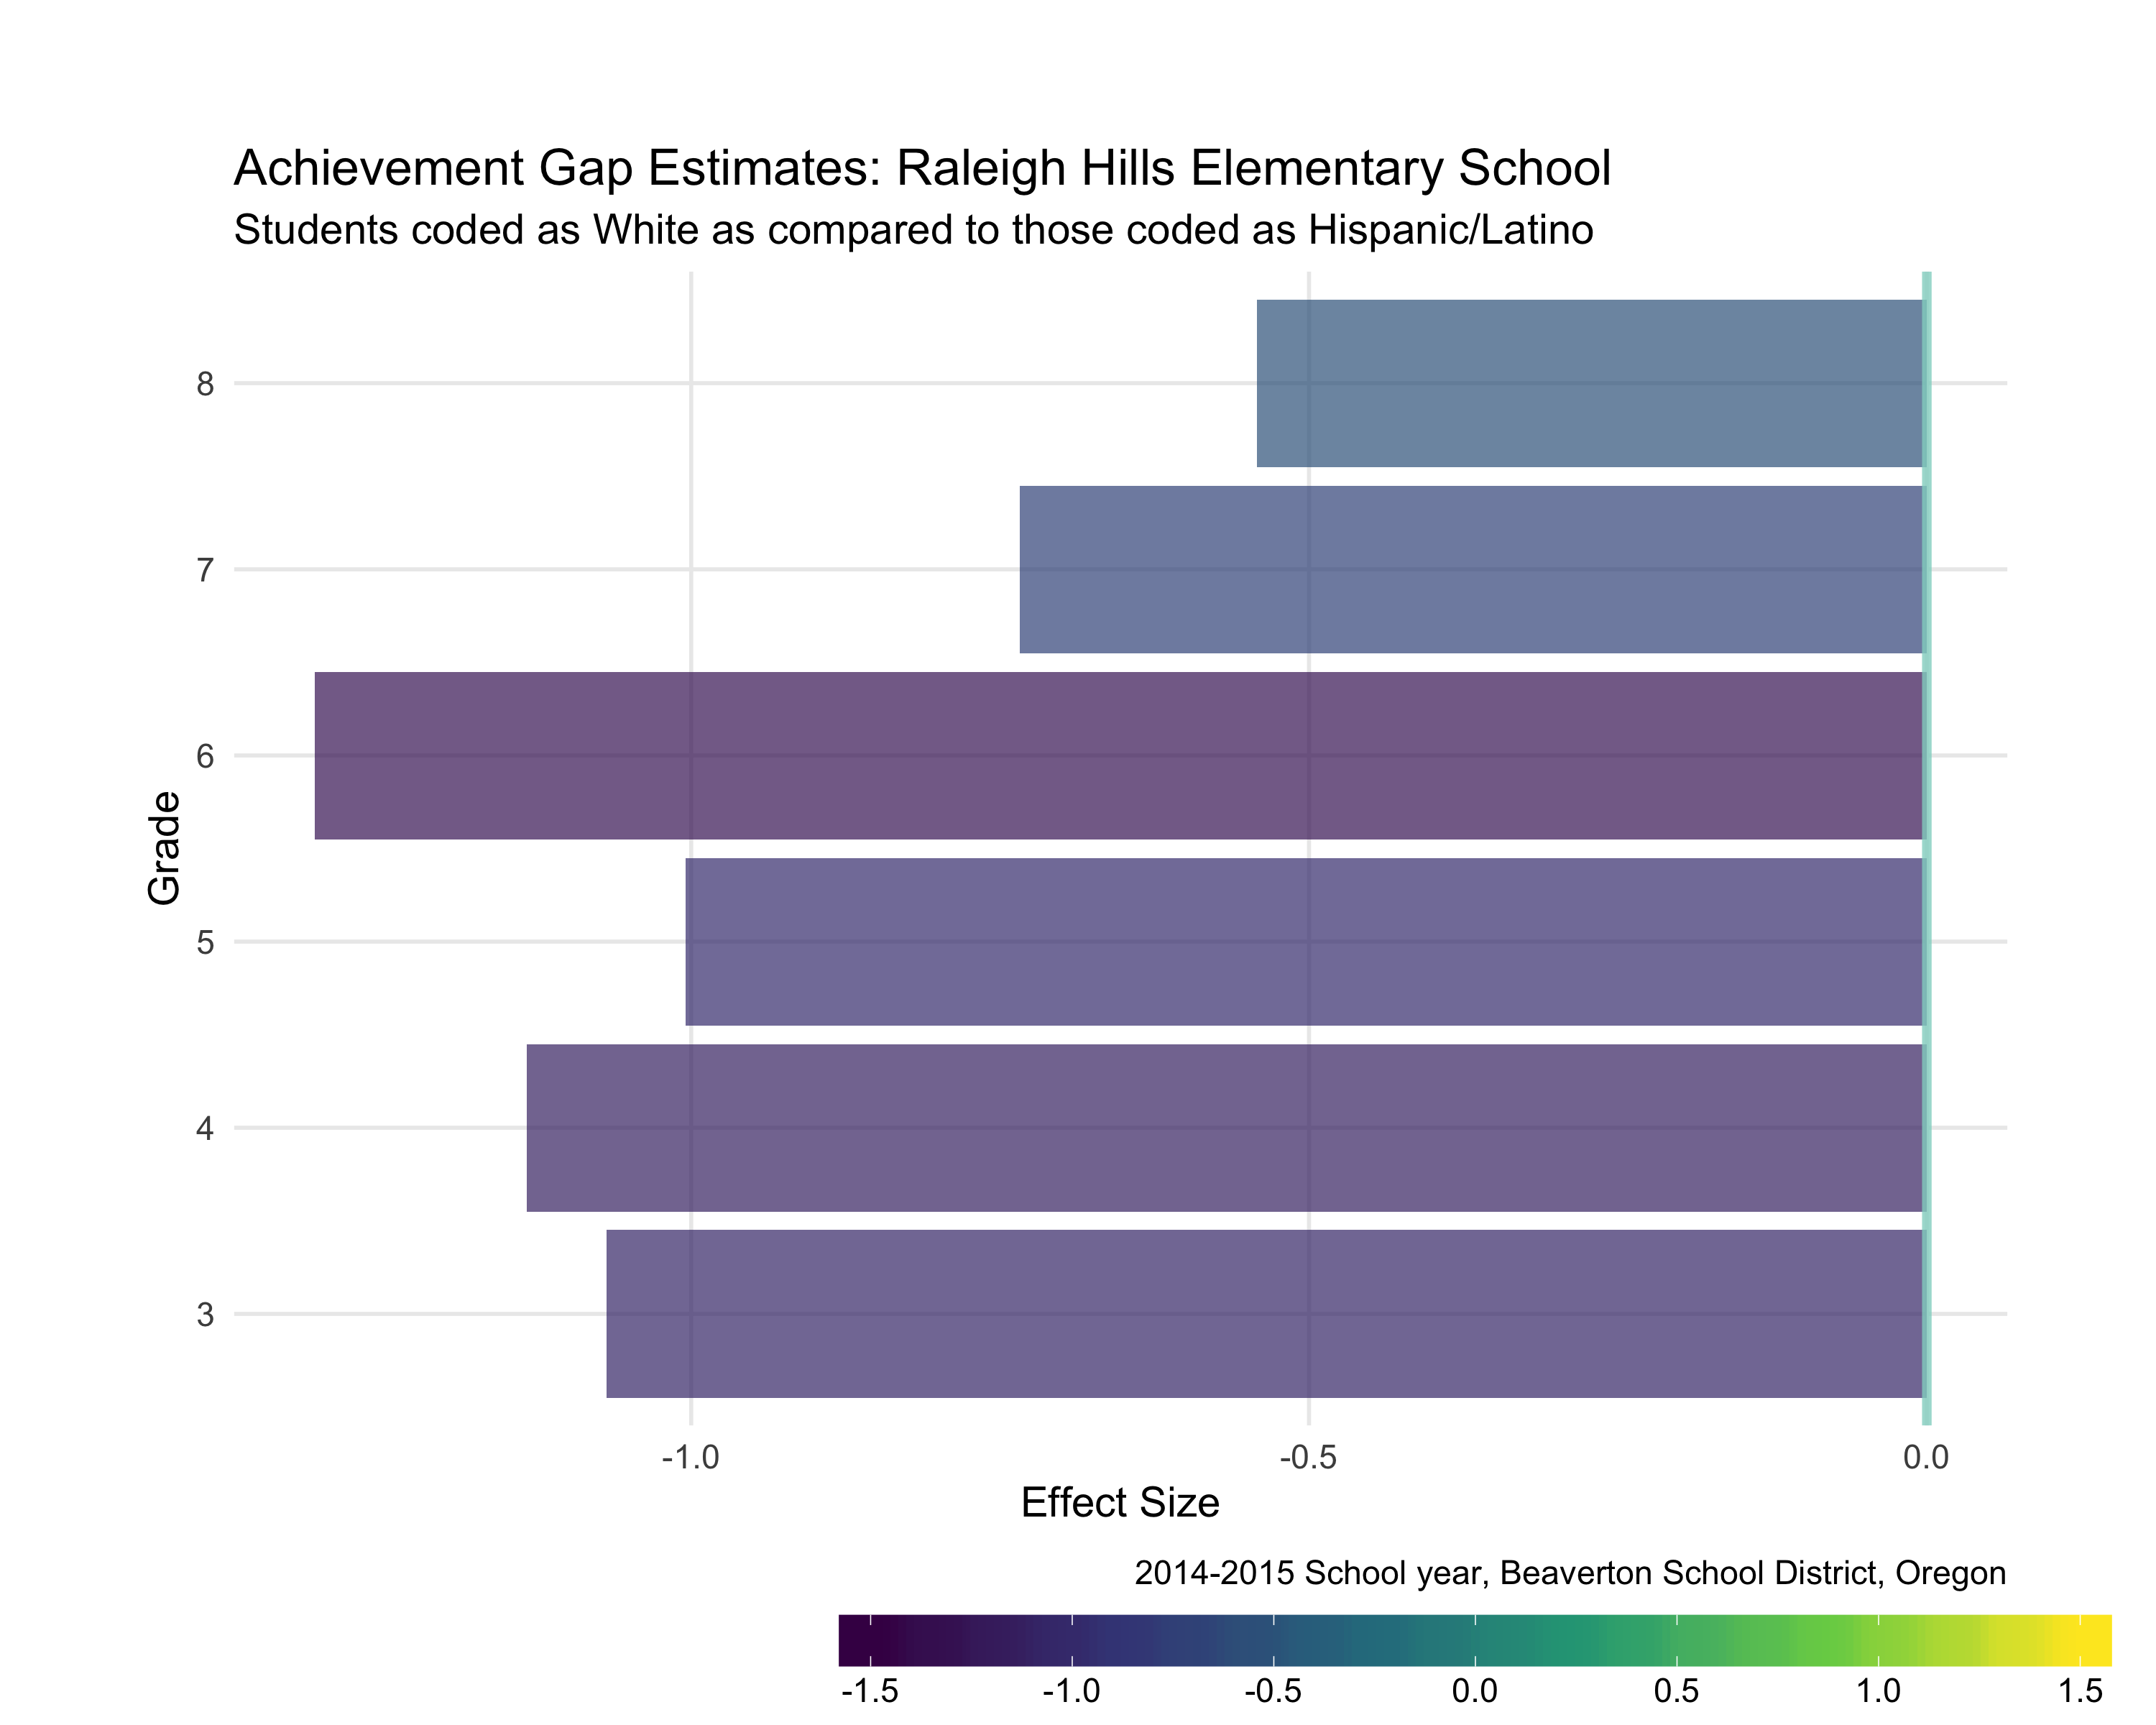 Achievement Gap Estimates: Raleigh Hills Elementary School
Students coded as White as compared to those coded as Hispanic/Latino
8
7
6
5
4
3
Grade
-1.0 -0.5 0.0
Effect Size
2014-2015 School year, Beaverton School District, Oregon
-1.5 -1.0 -0.5 0.0 0.5 1.0 1.5